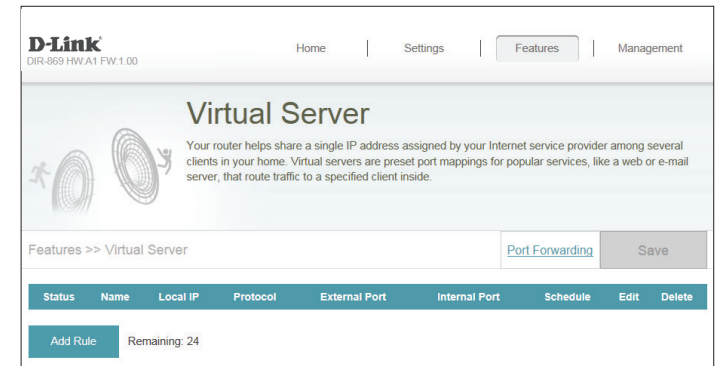 D-Link
DIR-869 HW:A1 FW:1.00
Home | Settings | Features | Management
Virtual Server
Your router helps share a single IP address assigned by your Internet service provider among several
clients in your home. Virtual servers are preset port mappings for popular services, like a web or e-mail
server, that route traffic to a specified client inside.
Features >> Virtual Server Port Forwarding Save
Status Name Local IP Protocol External Port Internal Port Schedule Edit Delete
Add Rule Remaining: 24